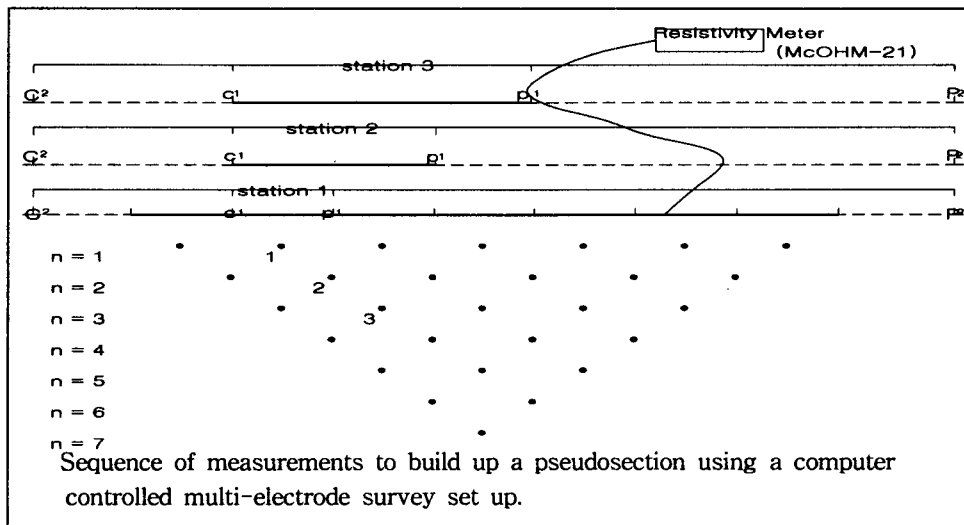 Resistivity Meter
(McOHM-21)
station 3
C² C¹ P¹ P²
station 2
C² C¹ P¹ P²
station 1
C² C¹ P¹ P²
n = 1 1
n = 2 2
n = 3 3
n = 4
n = 5
n = 6
n = 7
Sequence of measurements to build up a pseudosection using a computer
controlled multi-electrode survey set up.